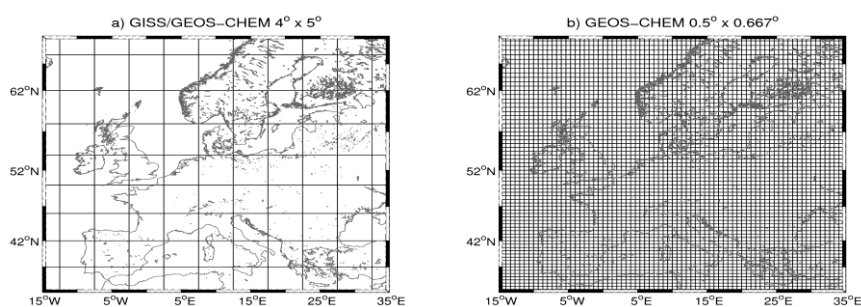 a) GISS/GEOS−CHEM 4° x 5°
62°N
52°N
42°N
15°W 5°W 5°E 15°E 25°E 35°E
b) GEOS−CHEM 0.5° x 0.667°
62°N
52°N
42°N
15°W 5°W 5°E 15°E 25°E 35°E